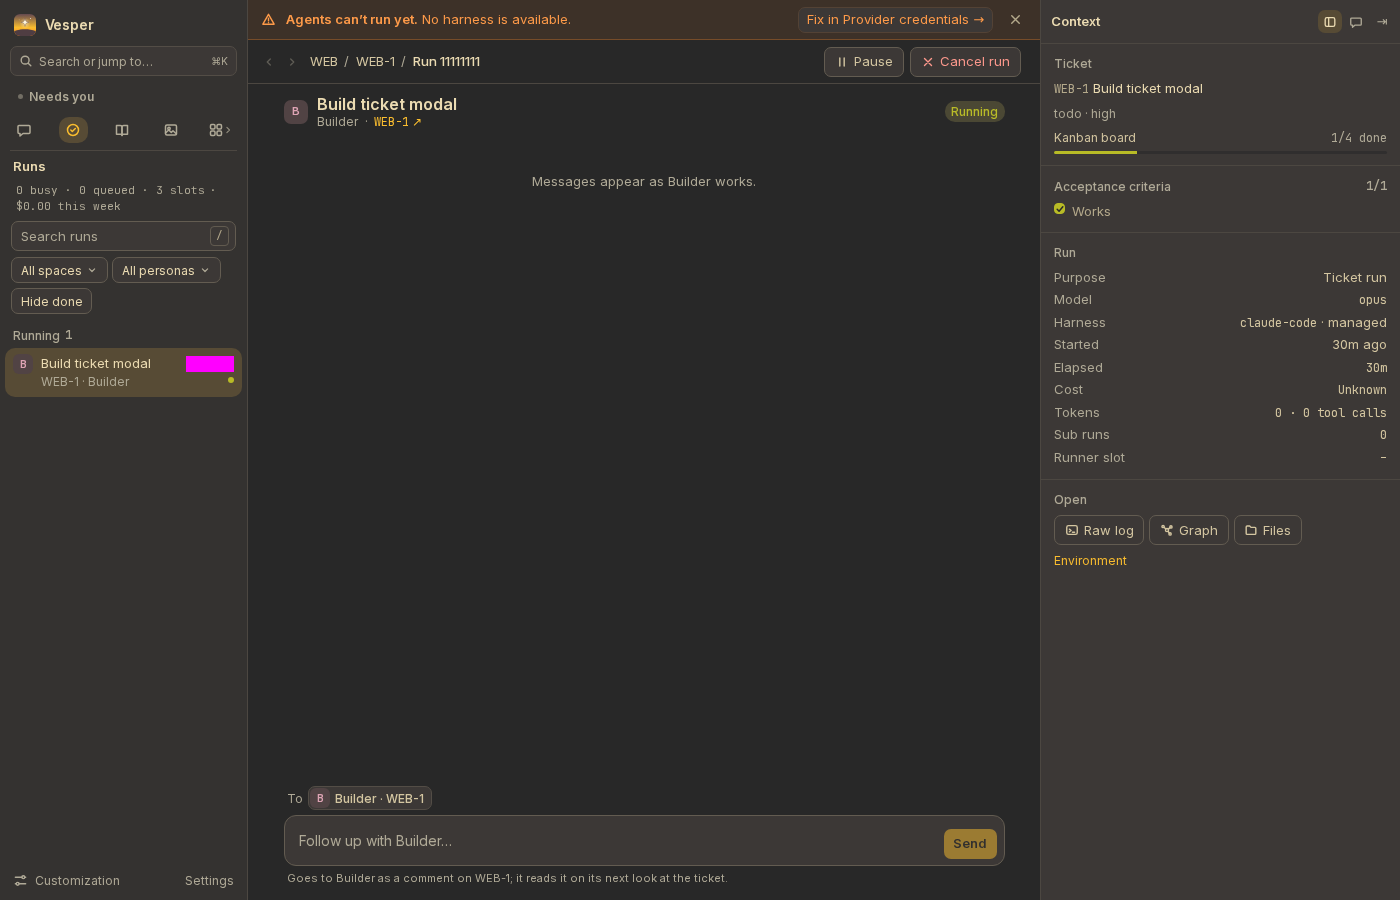 Vesper
Search or jump to…
⌘K
Needs you
Runs
0 busy · 0 queued · 3 slots ·
$0.00 this week
Search runs
/
All spaces
All personas
Hide done
Running 1
B
Build ticket modal
WEB-1 · Builder
Customization
Settings
Agents can’t run yet. No harness is available.
Fix in Provider credentials →
WEB / WEB-1 / Run 11111111
Pause
Cancel run
B
Build ticket modal
Builder · WEB-1 ↗
Running
Messages appear as Builder works.
To
B
Builder · WEB-1
Follow up with Builder…
Send
Goes to Builder as a comment on WEB-1; it reads it on its next look at the ticket.
Context
Ticket
WEB-1 Build ticket modal
todo · high
Kanban board
1/4 done
Acceptance criteria
1/1
Works
Run
Purpose
Ticket run
Model
opus
Harness
claude-code · managed
Started
30m ago
Elapsed
30m
Cost
Unknown
Tokens
0 · 0 tool calls
Sub runs
0
Runner slot
–
Open
Raw log
Graph
Files
Environment